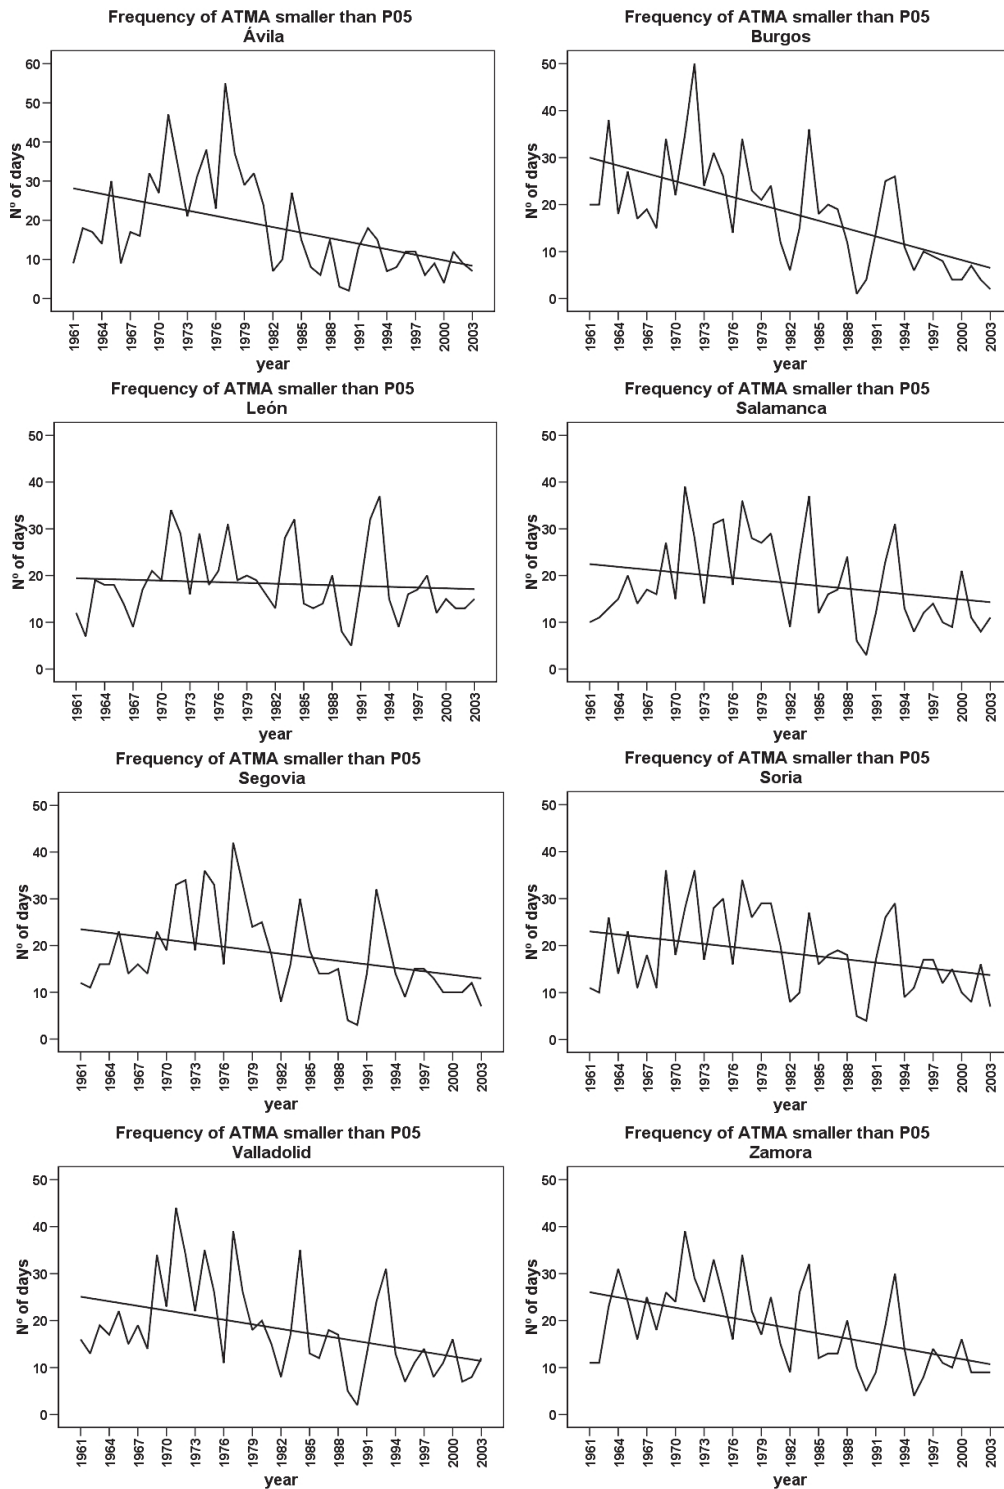 Frequency of ATMA smaller than P05
Ávila
Nº of days
60
50
40
30
20
10
0
1961 1964 1967 1970 1973 1976 1979 1982 1985 1988 1991 1994 1997 2000 2003
year
Frequency of ATMA smaller than P05
Burgos
Nº of days
50
40
30
20
10
0
1961 1964 1967 1970 1973 1976 1979 1982 1985 1988 1991 1994 1997 2000 2003
year
Frequency of ATMA smaller than P05
León
Nº of days
50
40
30
20
10
0
1961 1964 1967 1970 1973 1976 1979 1982 1985 1988 1991 1994 1997 2000 2003
year
Frequency of ATMA smaller than P05
Salamanca
Nº of days
50
40
30
20
10
0
1961 1964 1967 1970 1973 1976 1979 1982 1985 1988 1991 1994 1997 2000 2003
year
Frequency of ATMA smaller than P05
Segovia
Nº of days
50
40
30
20
10
0
1961 1964 1967 1970 1973 1976 1979 1982 1985 1988 1991 1994 1997 2000 2003
year
Frequency of ATMA smaller than P05
Soria
Nº of days
50
40
30
20
10
0
1961 1964 1967 1970 1973 1976 1979 1982 1985 1988 1991 1994 1997 2000 2003
year
Frequency of ATMA smaller than P05
Valladolid
Nº of days
50
40
30
20
10
0
1961 1964 1967 1970 1973 1976 1979 1982 1985 1988 1991 1994 1997 2000 2003
year
Frequency of ATMA smaller than P05
Zamora
Nº of days
50
40
30
20
10
0
1961 1964 1967 1970 1973 1976 1979 1982 1985 1988 1991 1994 1997 2000 2003
year